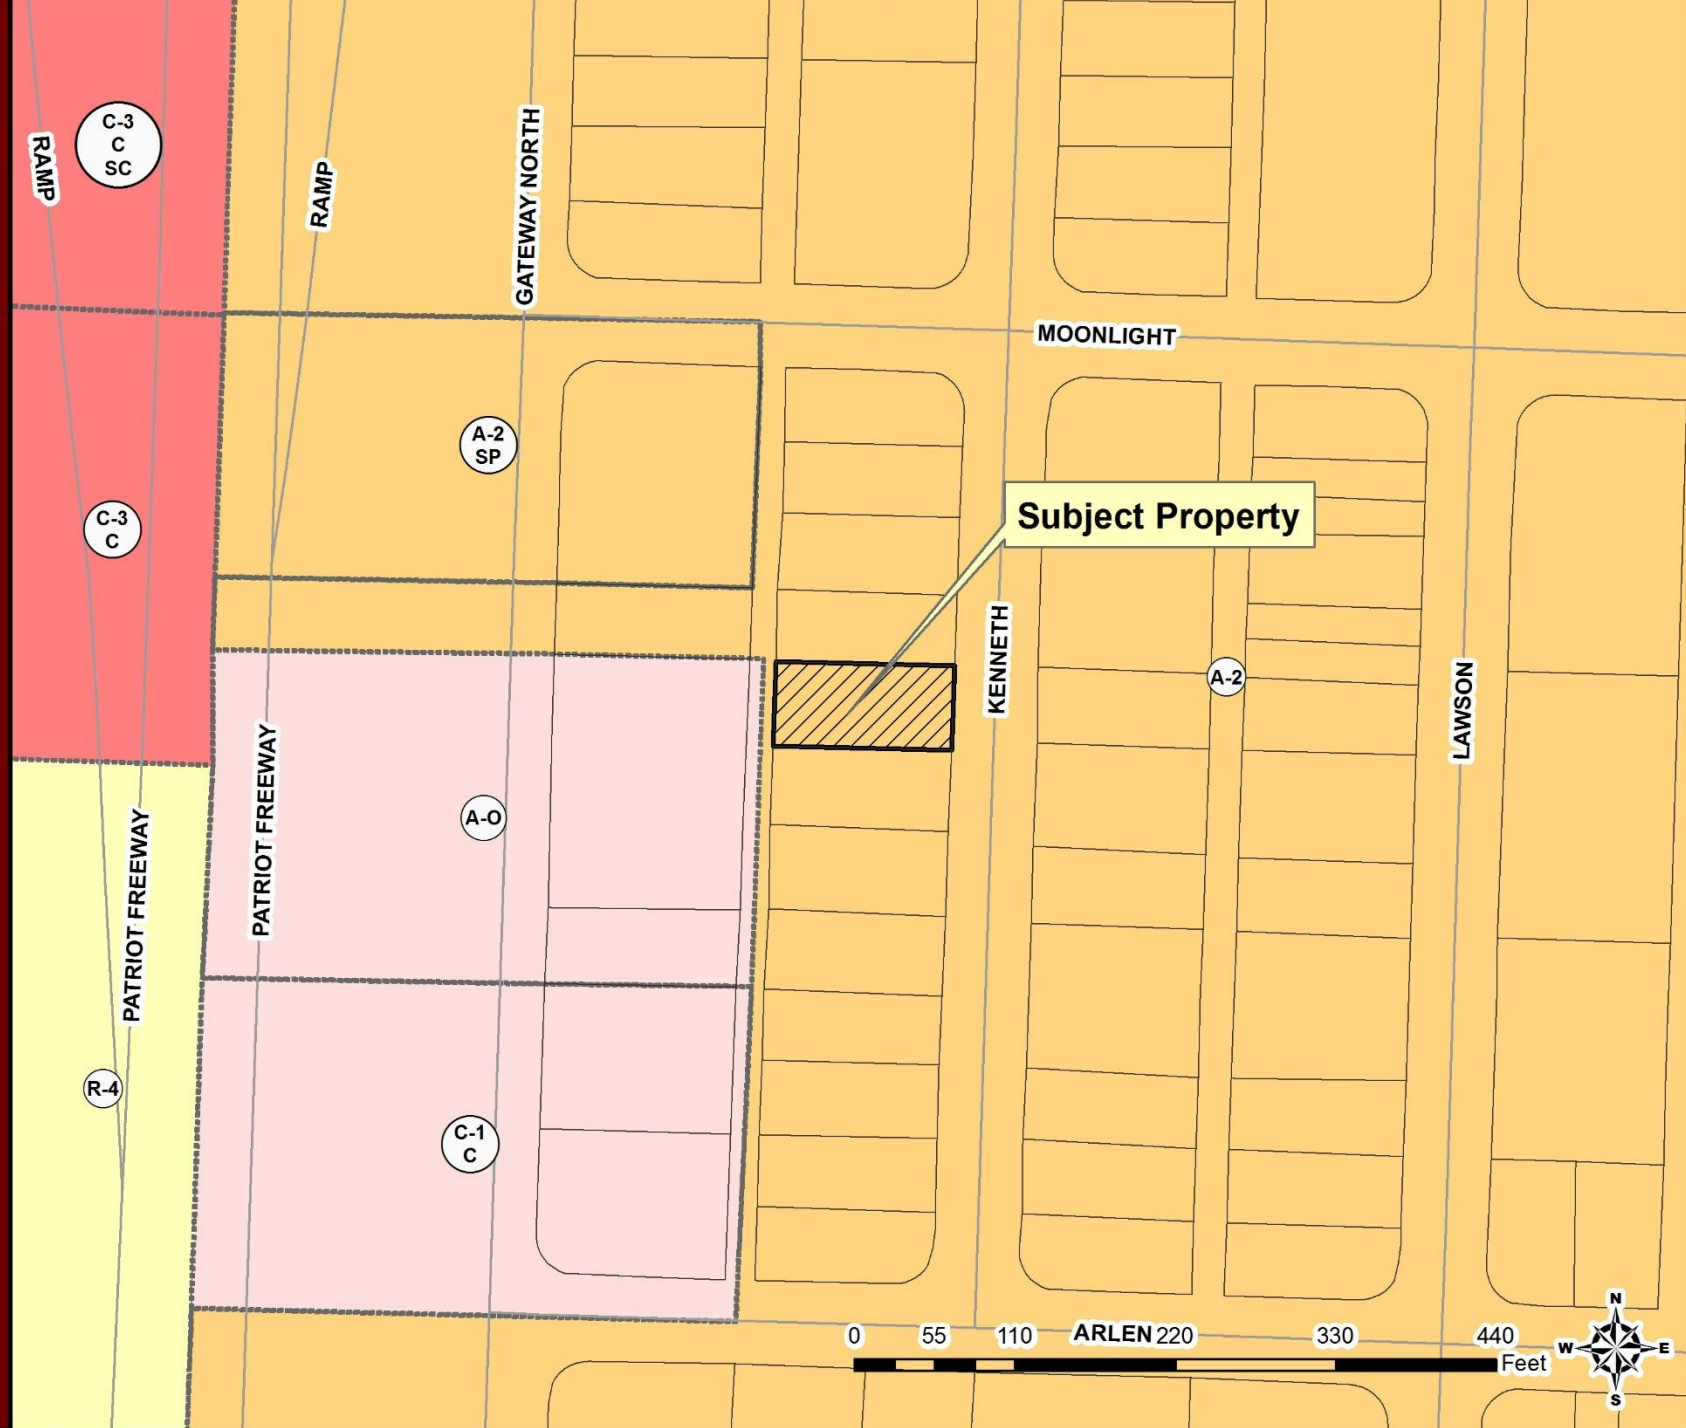 C-3
C
SC
RAMP
RAMP
GATEWAY NORTH
MOONLIGHT
A-2
SP
C-3
C
Subject Property
KENNETH
A-2
LAWSON
PATRIOT FREEWAY
A-O
PATRIOT FREEWAY
R-4
C-1
C
ARLEN
0 55 110 220 330 440
Feet
N
W E
S